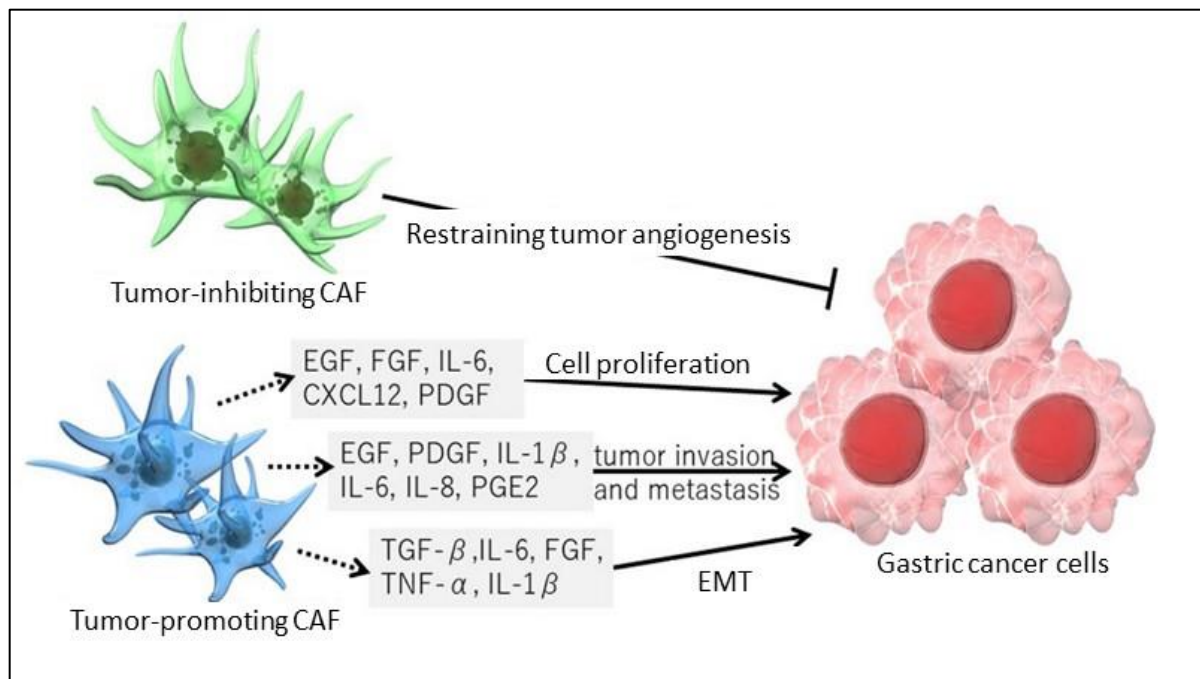 Restraining tumor angiogenesis
Tumor-inhibiting CAF
EGF, FGF, IL-6,
CXCL12, PDGF
Cell proliferation
EGF, PDGF, IL-1β,
IL-6, IL-8, PGE2
tumor invasion
and metastasis
TGF-β,IL-6, FGF,
TNF-α, IL-1β
EMT
Gastric cancer cells
Tumor-promoting CAF